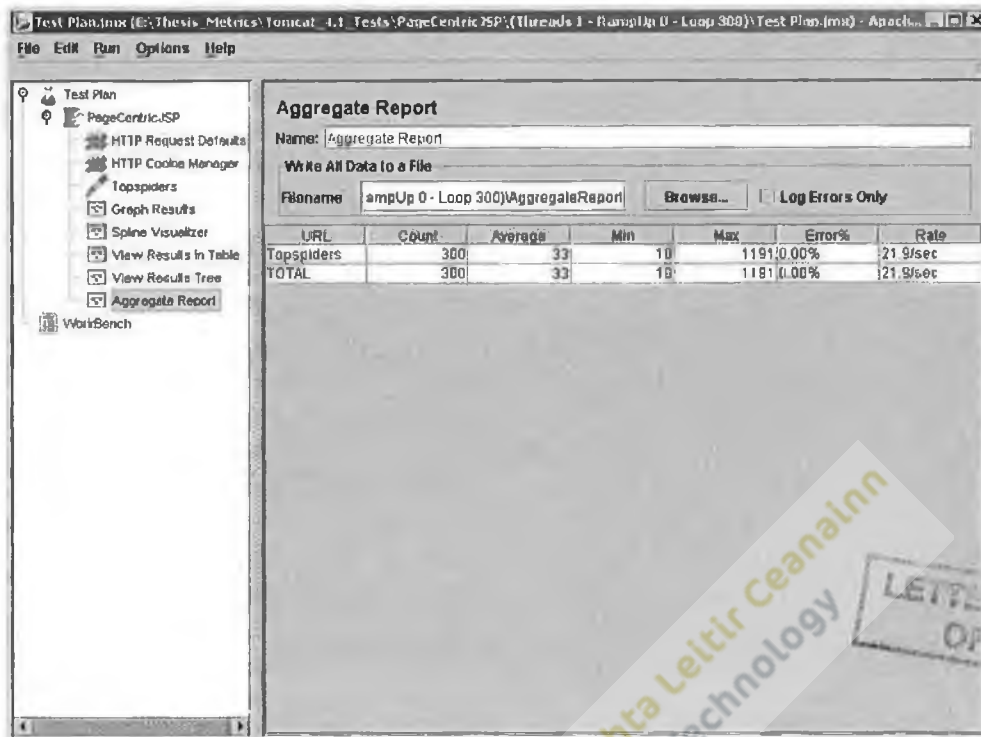 Test Plan.jmx (E:\Thesis_Metrics\Tomcat_4.1_Tests\PageCentricJSP\(Threads 1 - RampUp 0 - Loop 300)\Test Plan.jmx) - Apach...
File Edit Run Options Help
Test Plan
PageCentricJSP
HTTP Request Defaults
HTTP Cookie Manager
Topspiders
Graph Results
Spline Visualizer
View Results in Table
View Results Tree
Aggregate Report
WorkBench
Aggregate Report
Name: Aggregate Report
Write All Data to a File
Filename ampUp 0 - Loop 300)\AggregateReport Browse... Log Errors Only
URL Count Average Min Max Error% Rate
Topspiders 300 33 10 1191 0.00% 21.9/sec
TOTAL 300 33 10 1191 0.00% 21.9/sec
Leitir Ceanainn
LETTE
OF